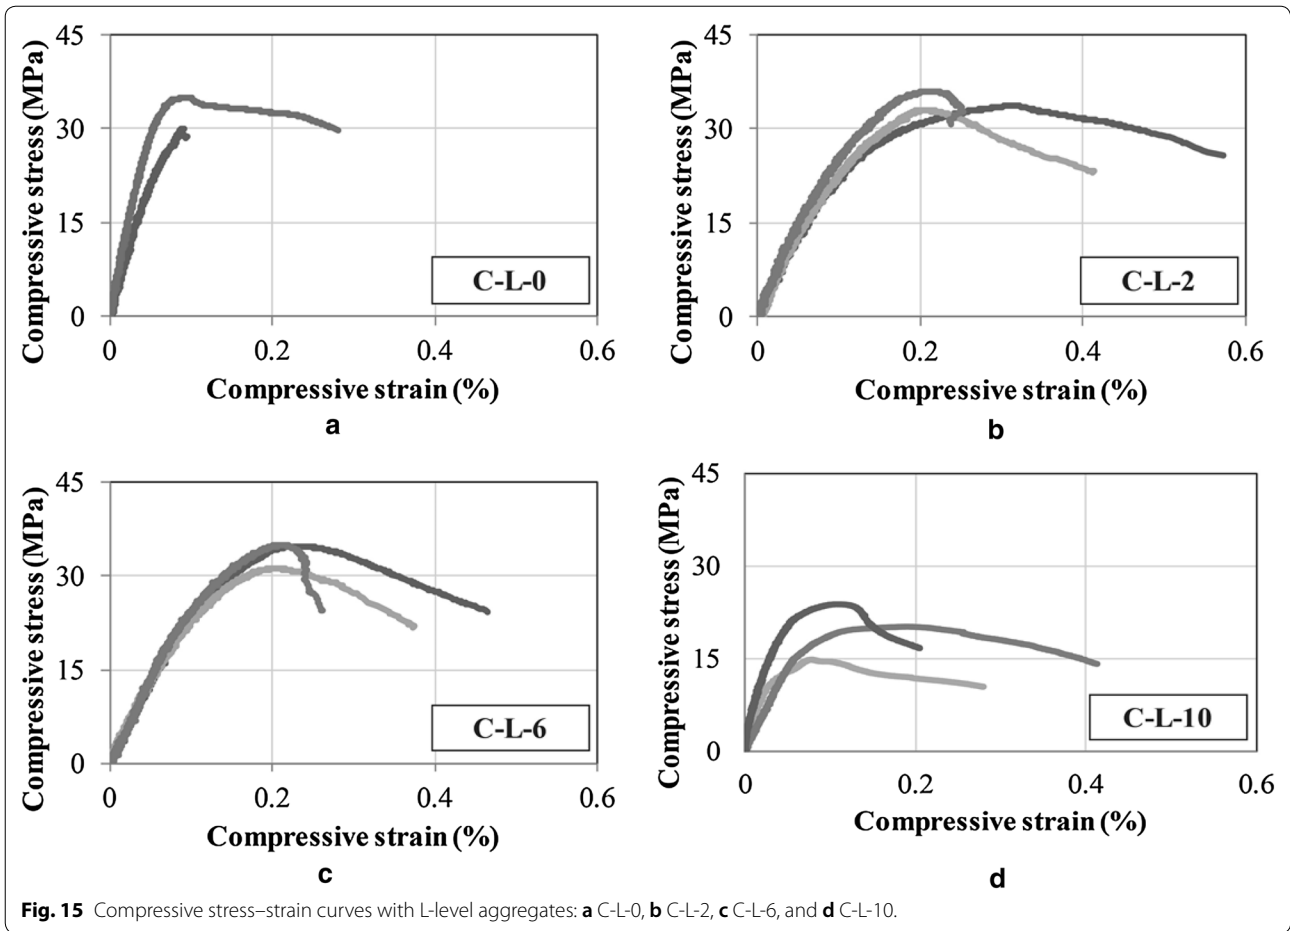 45
30
15
0
Compressive stress (MPa)
C-L-0
0
0.2
0.4
0.6
Compressive strain (%)
a
45
30
15
0
Compressive stress (MPa)
C-L-2
0
0.2
0.4
0.6
Compressive strain (%)
b
45
30
15
0
Compressive stress (MPa)
C-L-6
0
0.2
0.4
0.6
Compressive strain (%)
c
45
30
15
0
Compressive stress (MPa)
C-L-10
0
0.2
0.4
0.6
Compressive strain (%)
d
Fig. 15 Compressive stress–strain curves with L-level aggregates: a C-L-0, b C-L-2, c C-L-6, and d C-L-10.